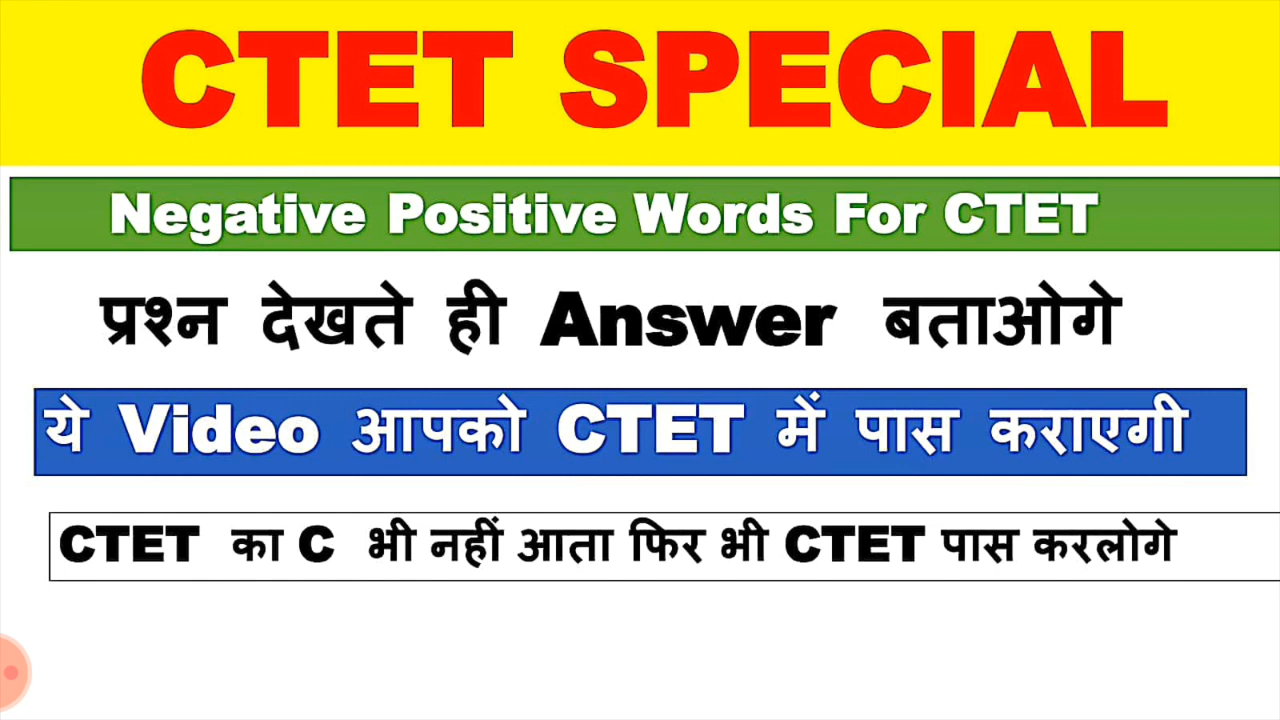 CTET SPECIAL
Negative Positive Words For CTET
प्रश्न देखते ही Answer बताओगे
ये Video आपको CTET में पास कराएगी
CTET का C भी नहीं आता फिर भी CTET पास करलोगे